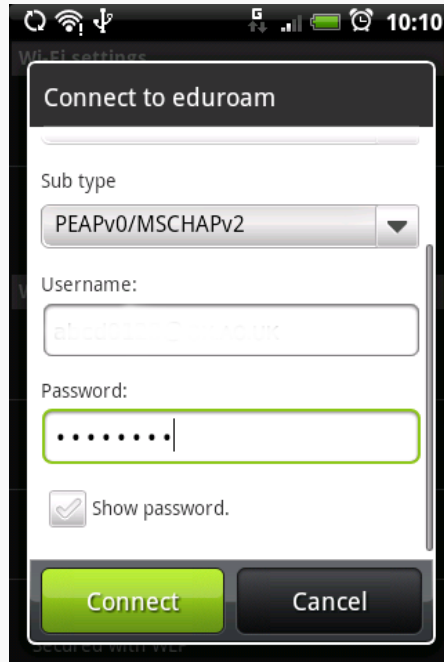 G
10:10
Wi-Fi settings
Connect to eduroam
Sub type
PEAPv0/MSCHAPv2
Username:
Password:
••••••••
Show password.
Connect
Cancel
Secured with WEP